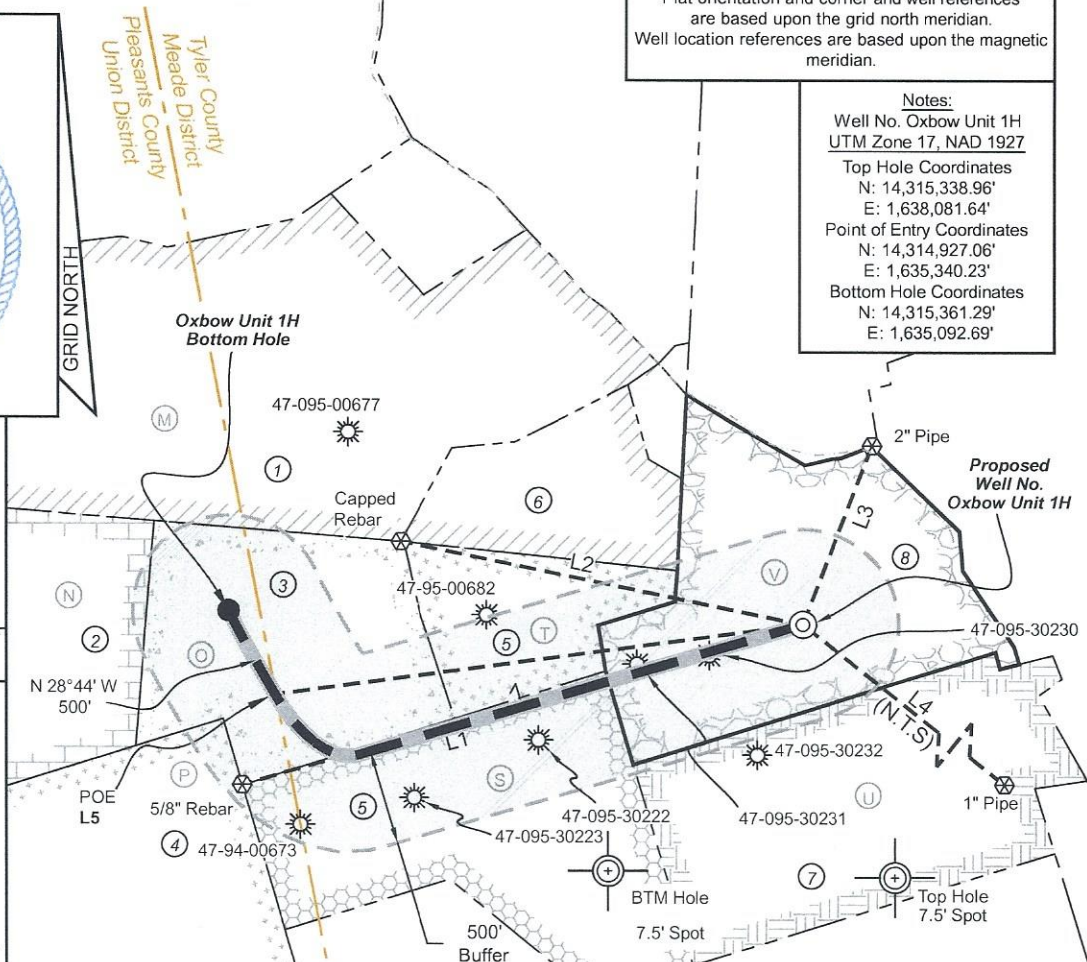 Plat orientation and corner and well references
are based upon the grid north meridian.
Well location references are based upon the magnetic
meridian.
Notes:
Well No. Oxbow Unit 1H
UTM Zone 17, NAD 1927
Top Hole Coordinates
N: 14,315,338.96'
E: 1,638,081.64'
Point of Entry Coordinates
N: 14,314,927.06'
E: 1,635,340.23'
Bottom Hole Coordinates
N: 14,315,361.29'
E: 1,635,092.69'
Tyler County
Meade District
Pleasants County
Union District
GRID NORTH
Oxbow Unit 1H
Bottom Hole
47-095-00677
M
1
Capped
Rebar
6
2" Pipe
Proposed
Well No.
Oxbow Unit 1H
L3
L2
8
V
N
2
3
47-95-00682
5
T
O
47-095-30230
N 28°44' W
500'
L1
L4
(N.T.S)
P
POE
L5
5/8" Rebar
4
47-94-00673
5
S
47-095-30222
47-095-30223
47-095-30232
47-095-30231
U
1" Pipe
7
BTM Hole
7.5' Spot
Top Hole
7.5' Spot
500'
Buffer